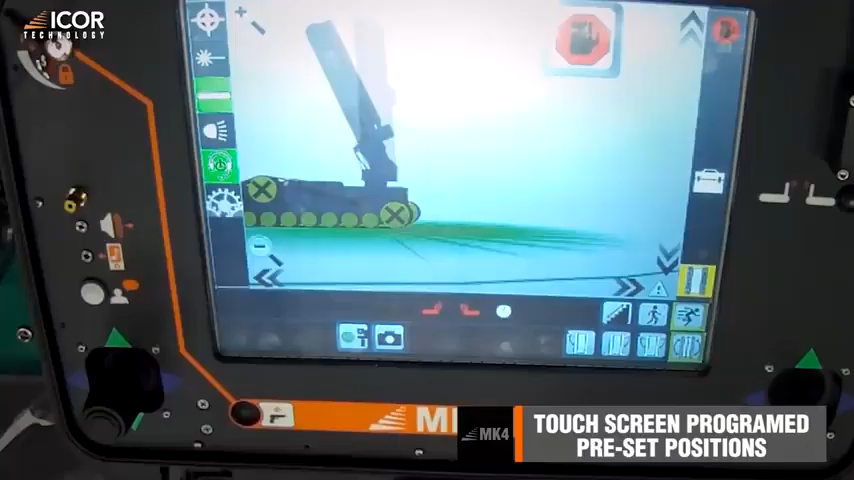 ICOR
TECHNOLOGY
M
MK4
TOUCH SCREEN PROGRAMED
PRE-SET POSITIONS